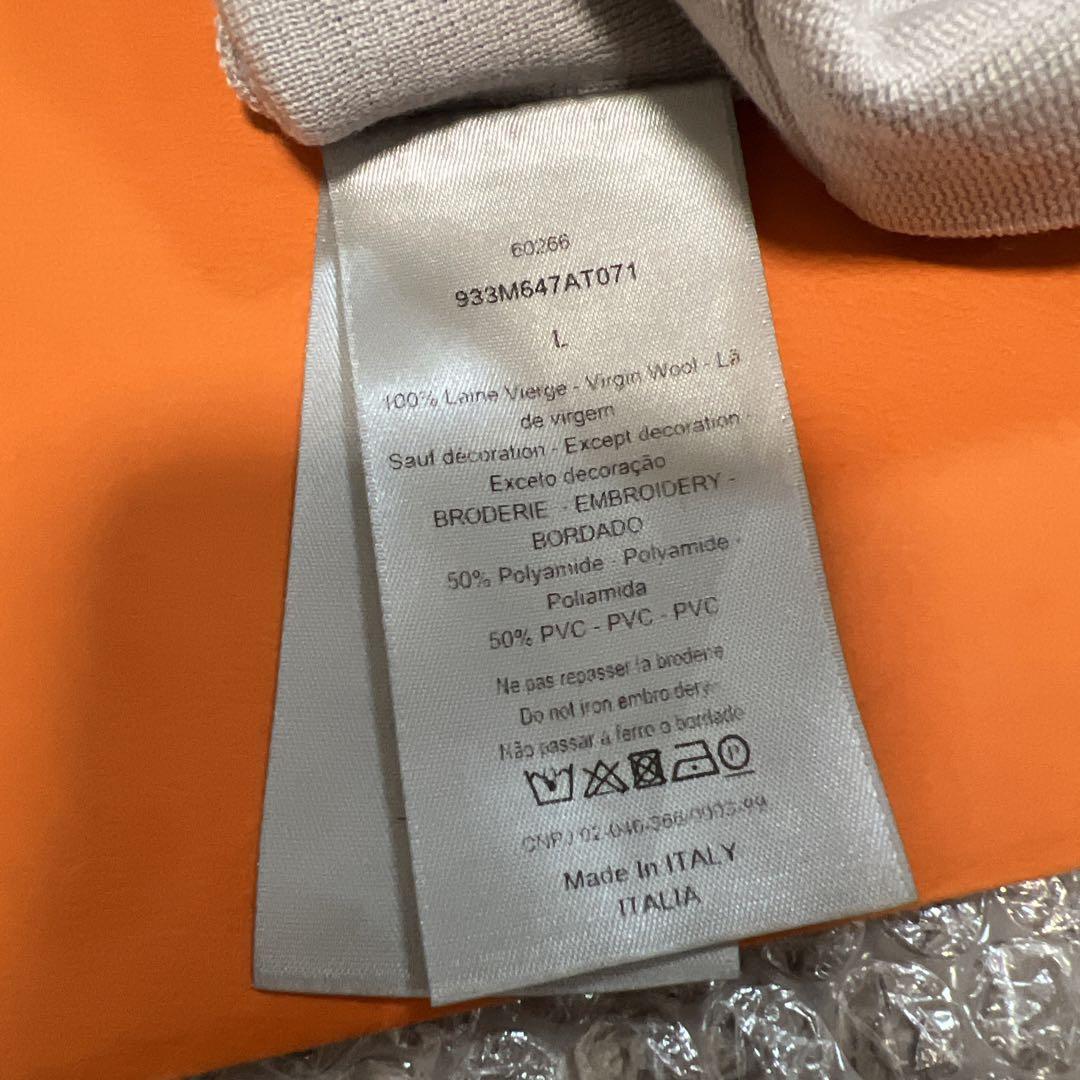 60266
933M647AT071
L
100% Laine Vierge - Virgin Wool - Lã
de virgem
Sauf décoration - Except decoration -
Exceto decoração
BRODERIE - EMBROIDERY -
BORDADO
50% Polyamide - Polyamide -
Poliamida
50% PVC - PVC - PVC
Ne pas repasser la broderie
Do not iron embroidery
Não passar a ferro o bordado
P
CNPJ 02-046-366/0003-99
Made In ITALY
ITALIA